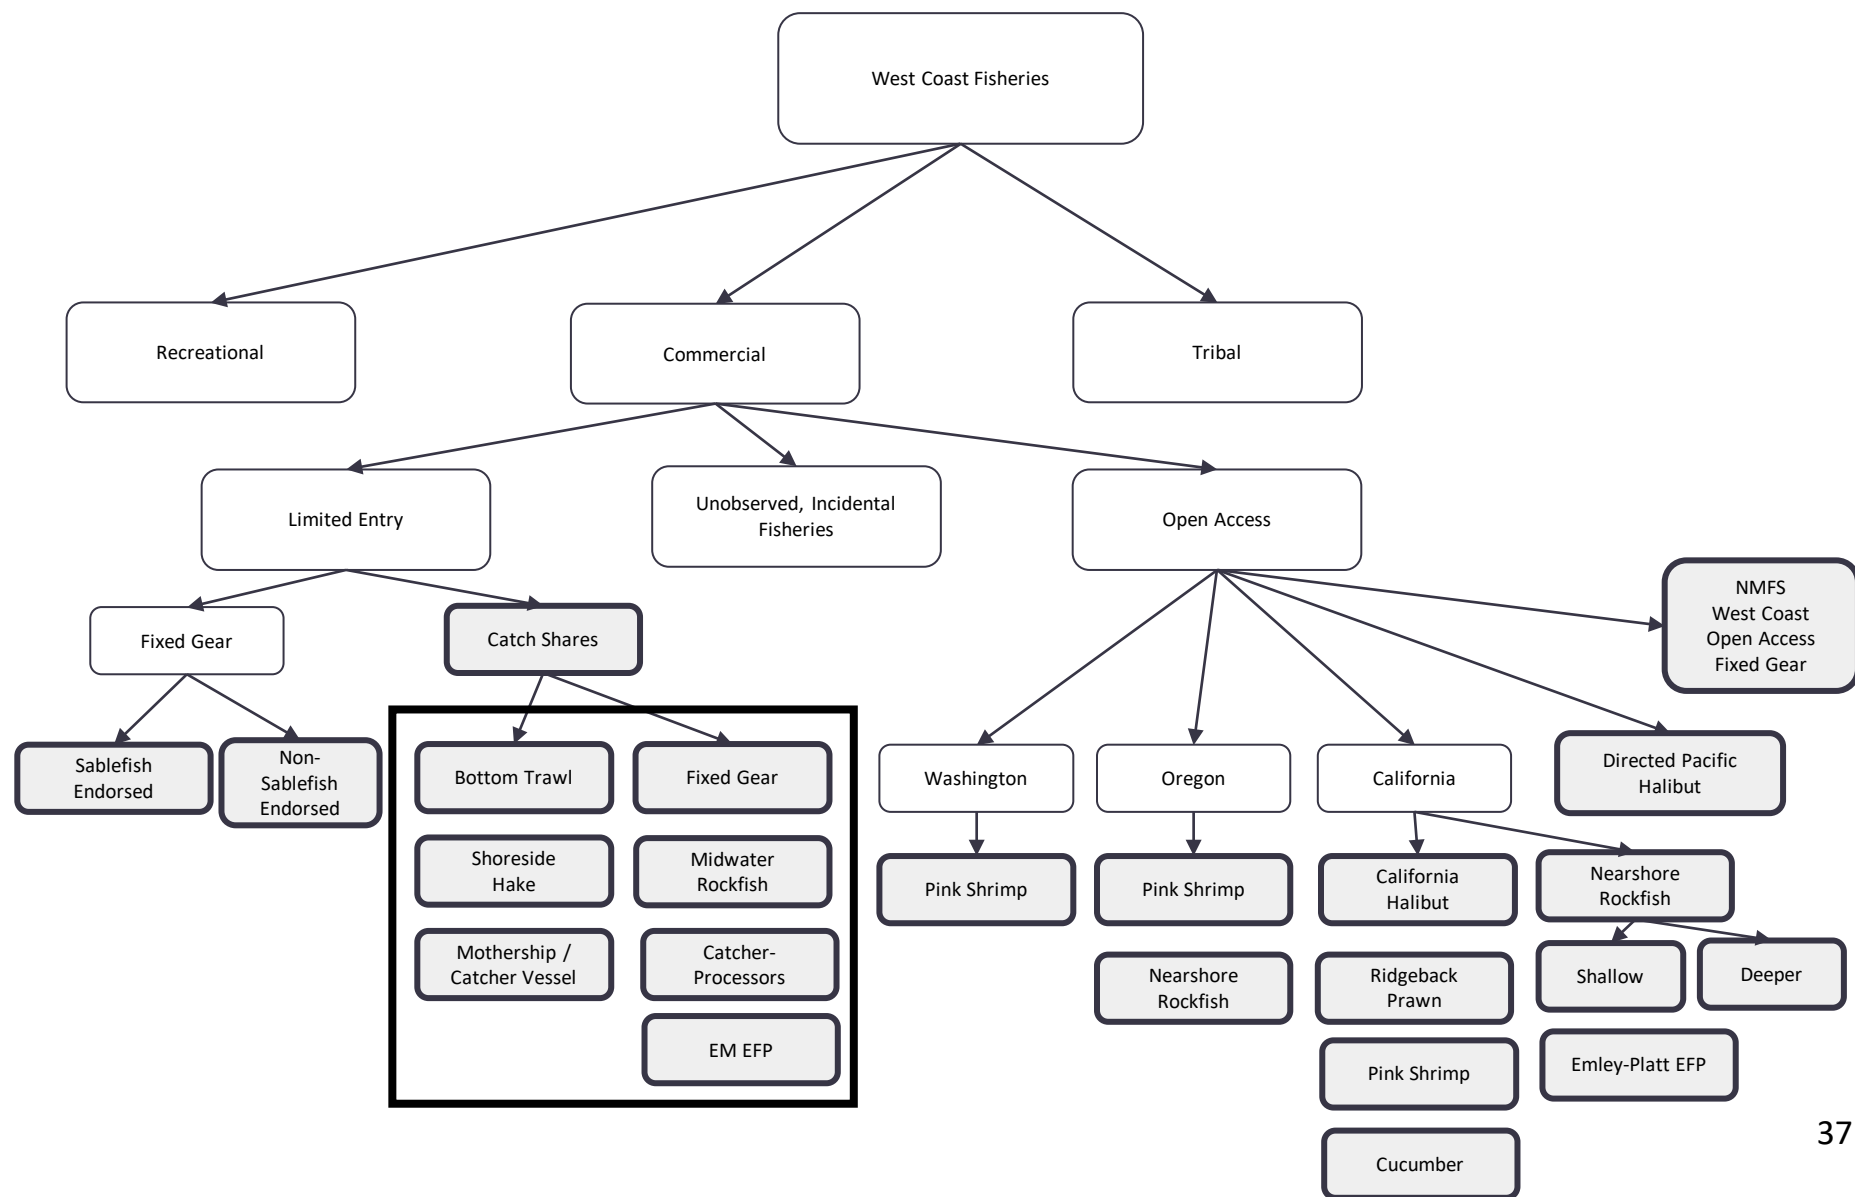 West Coast Fisheries
Recreational
Commercial
Tribal
Limited Entry
Unobserved, Incidental
Fisheries
Open Access
Fixed Gear
Catch Shares
NMFS
West Coast
Open Access
Fixed Gear
Sablefish
Endorsed
Non-
Sablefish
Endorsed
Bottom Trawl
Fixed Gear
Shoreside
Hake
Midwater
Rockfish
Mothership /
Catcher Vessel
Catcher-
Processors
EM EFP
Washington
Oregon
California
Directed Pacific
Halibut
Pink Shrimp
Pink Shrimp
California
Halibut
Nearshore
Rockfish
Nearshore
Rockfish
Ridgeback
Prawn
Shallow
Deeper
Pink Shrimp
Emley-Platt EFP
Cucumber
37